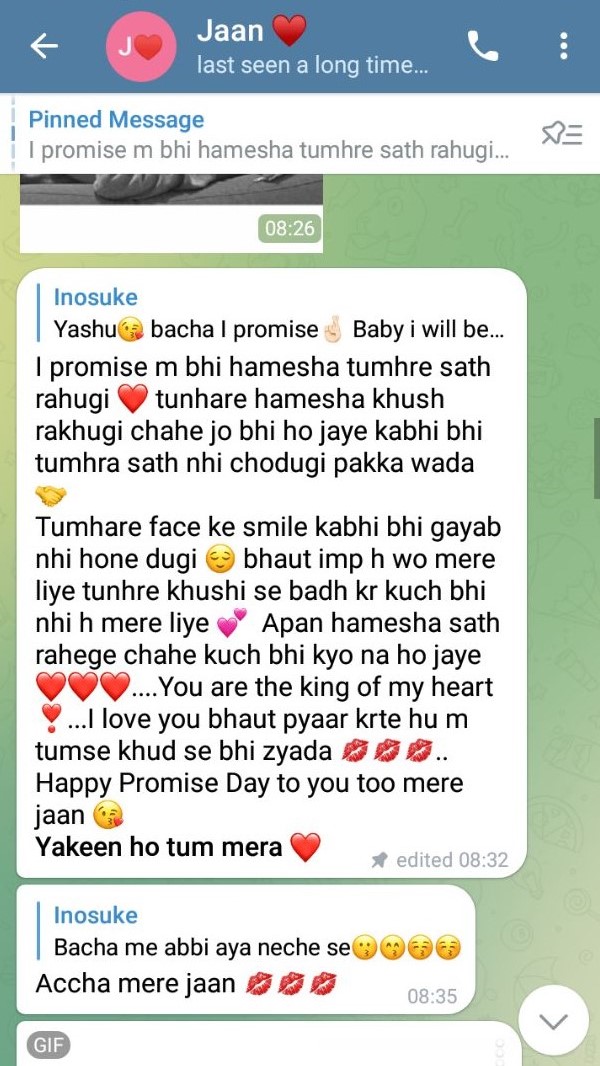 Jaan ❤️
J❤️
last seen a long time...
Pinned Message
I promise m bhi hamesha tumhre sath rahugi...
08:26
Inosuke
Yashu😘 bacha I promise🤞🏻 Baby i will be...
I promise m bhi hamesha tumhre sath
rahugi ❤️ tunhare hamesha khush
rakhugi chahe jo bhi ho jaye kabhi bhi
tumhra sath nhi chodugi pakka wada
🤝
Tumhare face ke smile kabhi bhi gayab
nhi hone dugi 😌 bhaut imp h wo mere
liye tunhre khushi se badh kr kuch bhi
nhi h mere liye 💕 Apan hamesha sath
rahege chahe kuch bhi kyo na ho jaye
❤️❤️❤️....You are the king of my heart
❣️...I love you bhaut pyaar krte hu m
tumse khud se bhi zyada 💋💋💋..
Happy Promise Day to you too mere
jaan 😘
Yakeen ho tum mera ❤️
edited 08:32
Inosuke
Bacha me abbi aya neche se😗😙😚😚
Accha mere jaan 💋💋💋
08:35
GIF